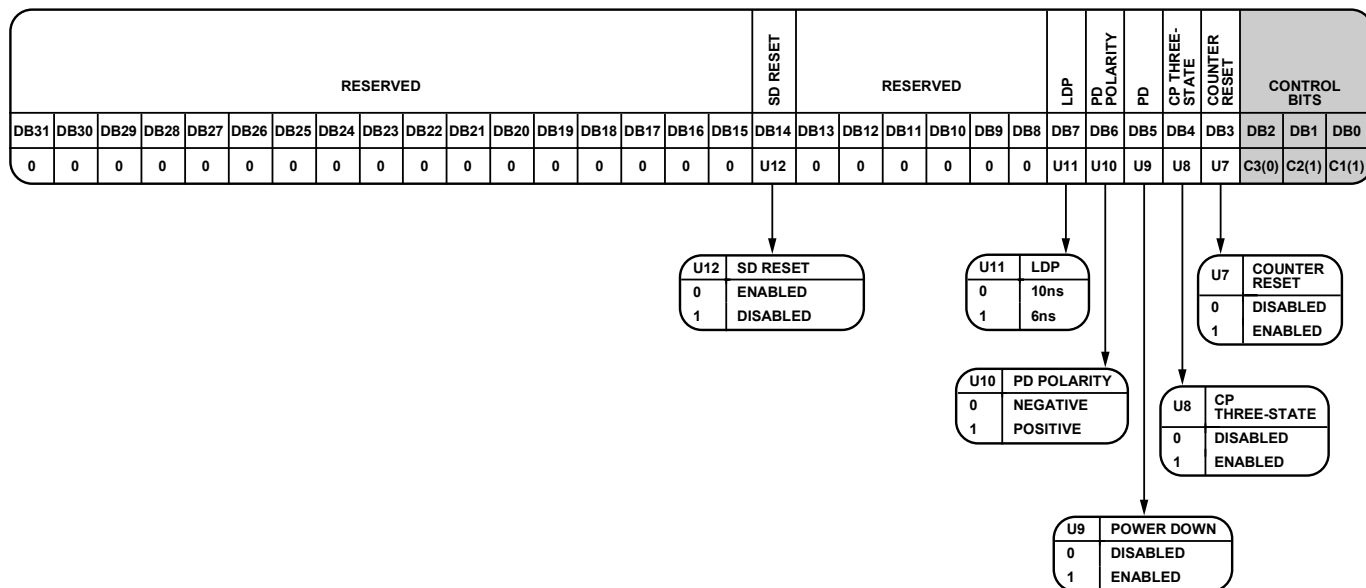 RESERVED
SD RESET
RESERVED
LDP
PD
POLARITY
PD
CP THREE-
STATE
COUNTER
RESET
CONTROL
BITS
DB31 DB30 DB29 DB28 DB27 DB26 DB25 DB24 DB23 DB22 DB21 DB20 DB19 DB18 DB17 DB16 DB15 DB14 DB13 DB12 DB11 DB10 DB9 DB8 DB7 DB6 DB5 DB4 DB3 DB2 DB1 DB0
0 0 0 0 0 0 0 0 0 0 0 0 0 0 0 0 0 U12 0 0 0 0 0 0 U11 U10 U9 U8 U7 C3(0) C2(1) C1(1)
U12 SD RESET
0 ENABLED
1 DISABLED
U11 LDP
0 10ns
1 6ns
U7 COUNTER
RESET
0 DISABLED
1 ENABLED
U10 PD POLARITY
0 NEGATIVE
1 POSITIVE
U8 CP
THREE-STATE
0 DISABLED
1 ENABLED
U9 POWER DOWN
0 DISABLED
1 ENABLED